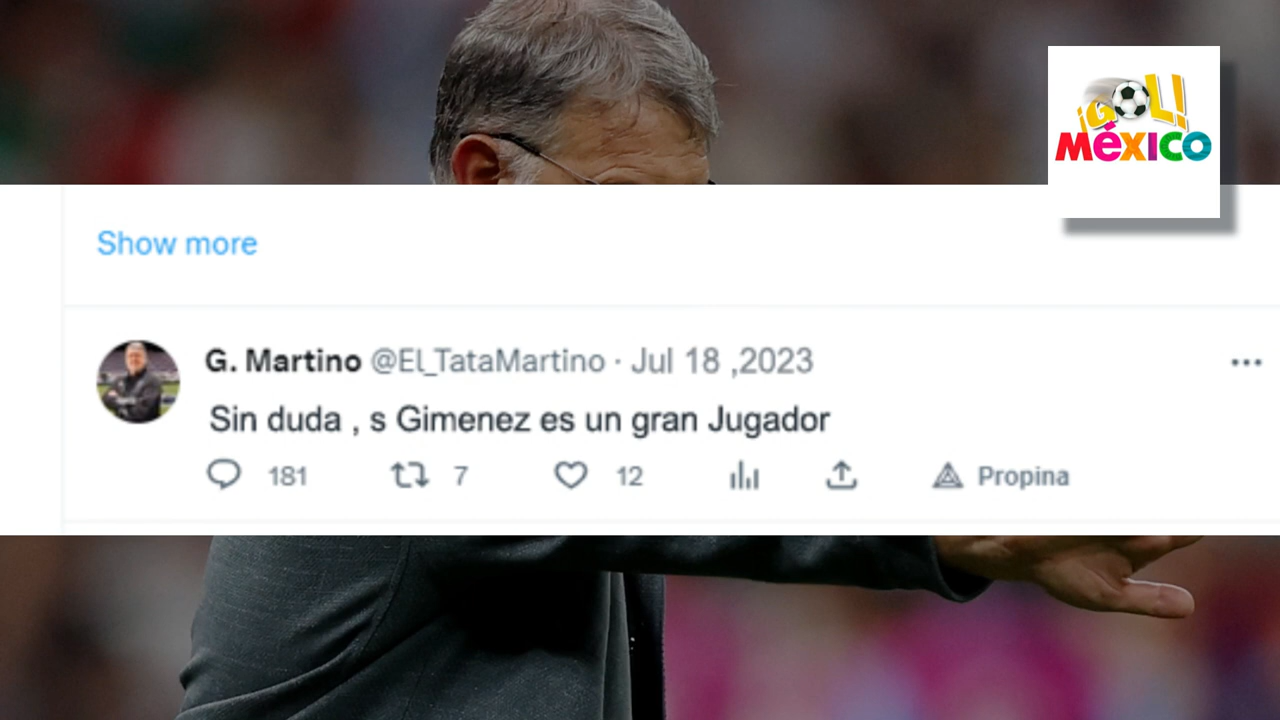 ¡GOL!
México
Show more
G. Martino @El_TataMartino · Jul 18 ,2023
Sin duda , s Gimenez es un gran Jugador
181 7 12 Propina